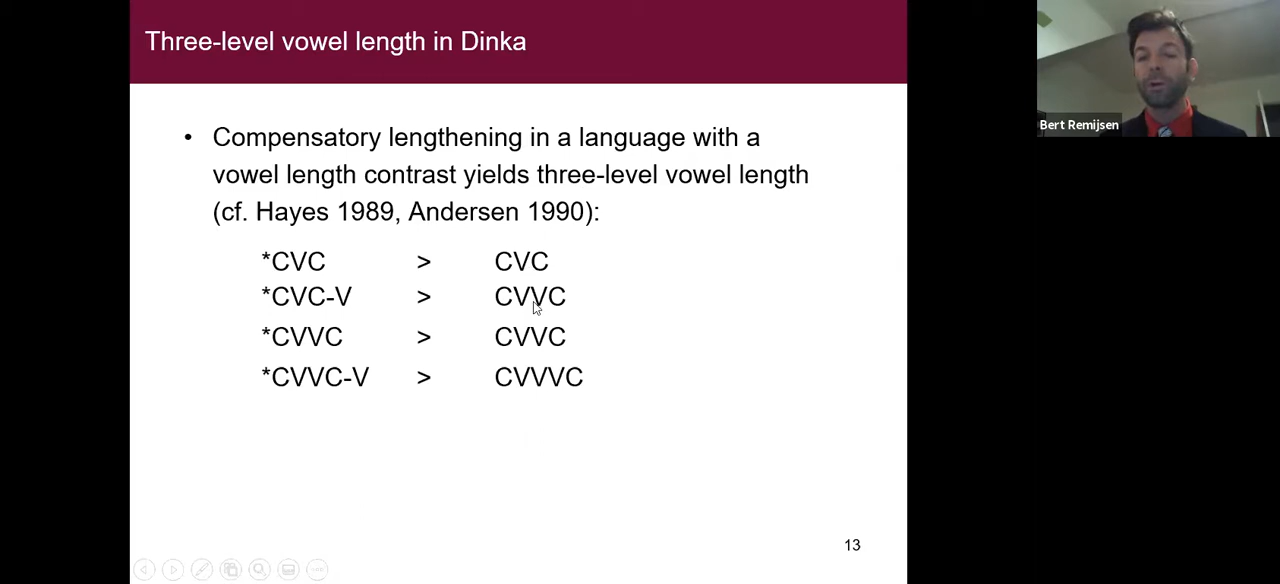 Three-level vowel length in Dinka
• Compensatory lengthening in a language with a
vowel length contrast yields three-level vowel length
(cf. Hayes 1989, Andersen 1990):
*CVC > CVC
*CVC-V > CVVC
*CVVC > CVVC
*CVVC-V > CVVVC
13
Bert Remijsen